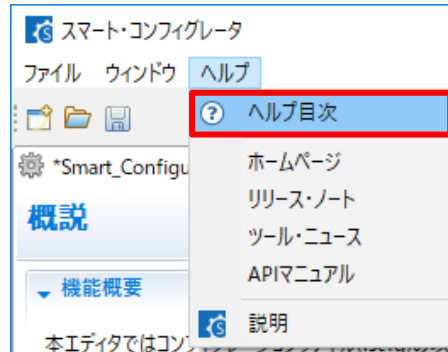 スマート・コンフィグレータ
ファイル ウィンドウ ヘルプ
ヘルプ目次
*Smart_Configu
ホームページ
概説
リリース・ノート
ツール・ニュース
機能概要
APIマニュアル
説明
本エディタではコン